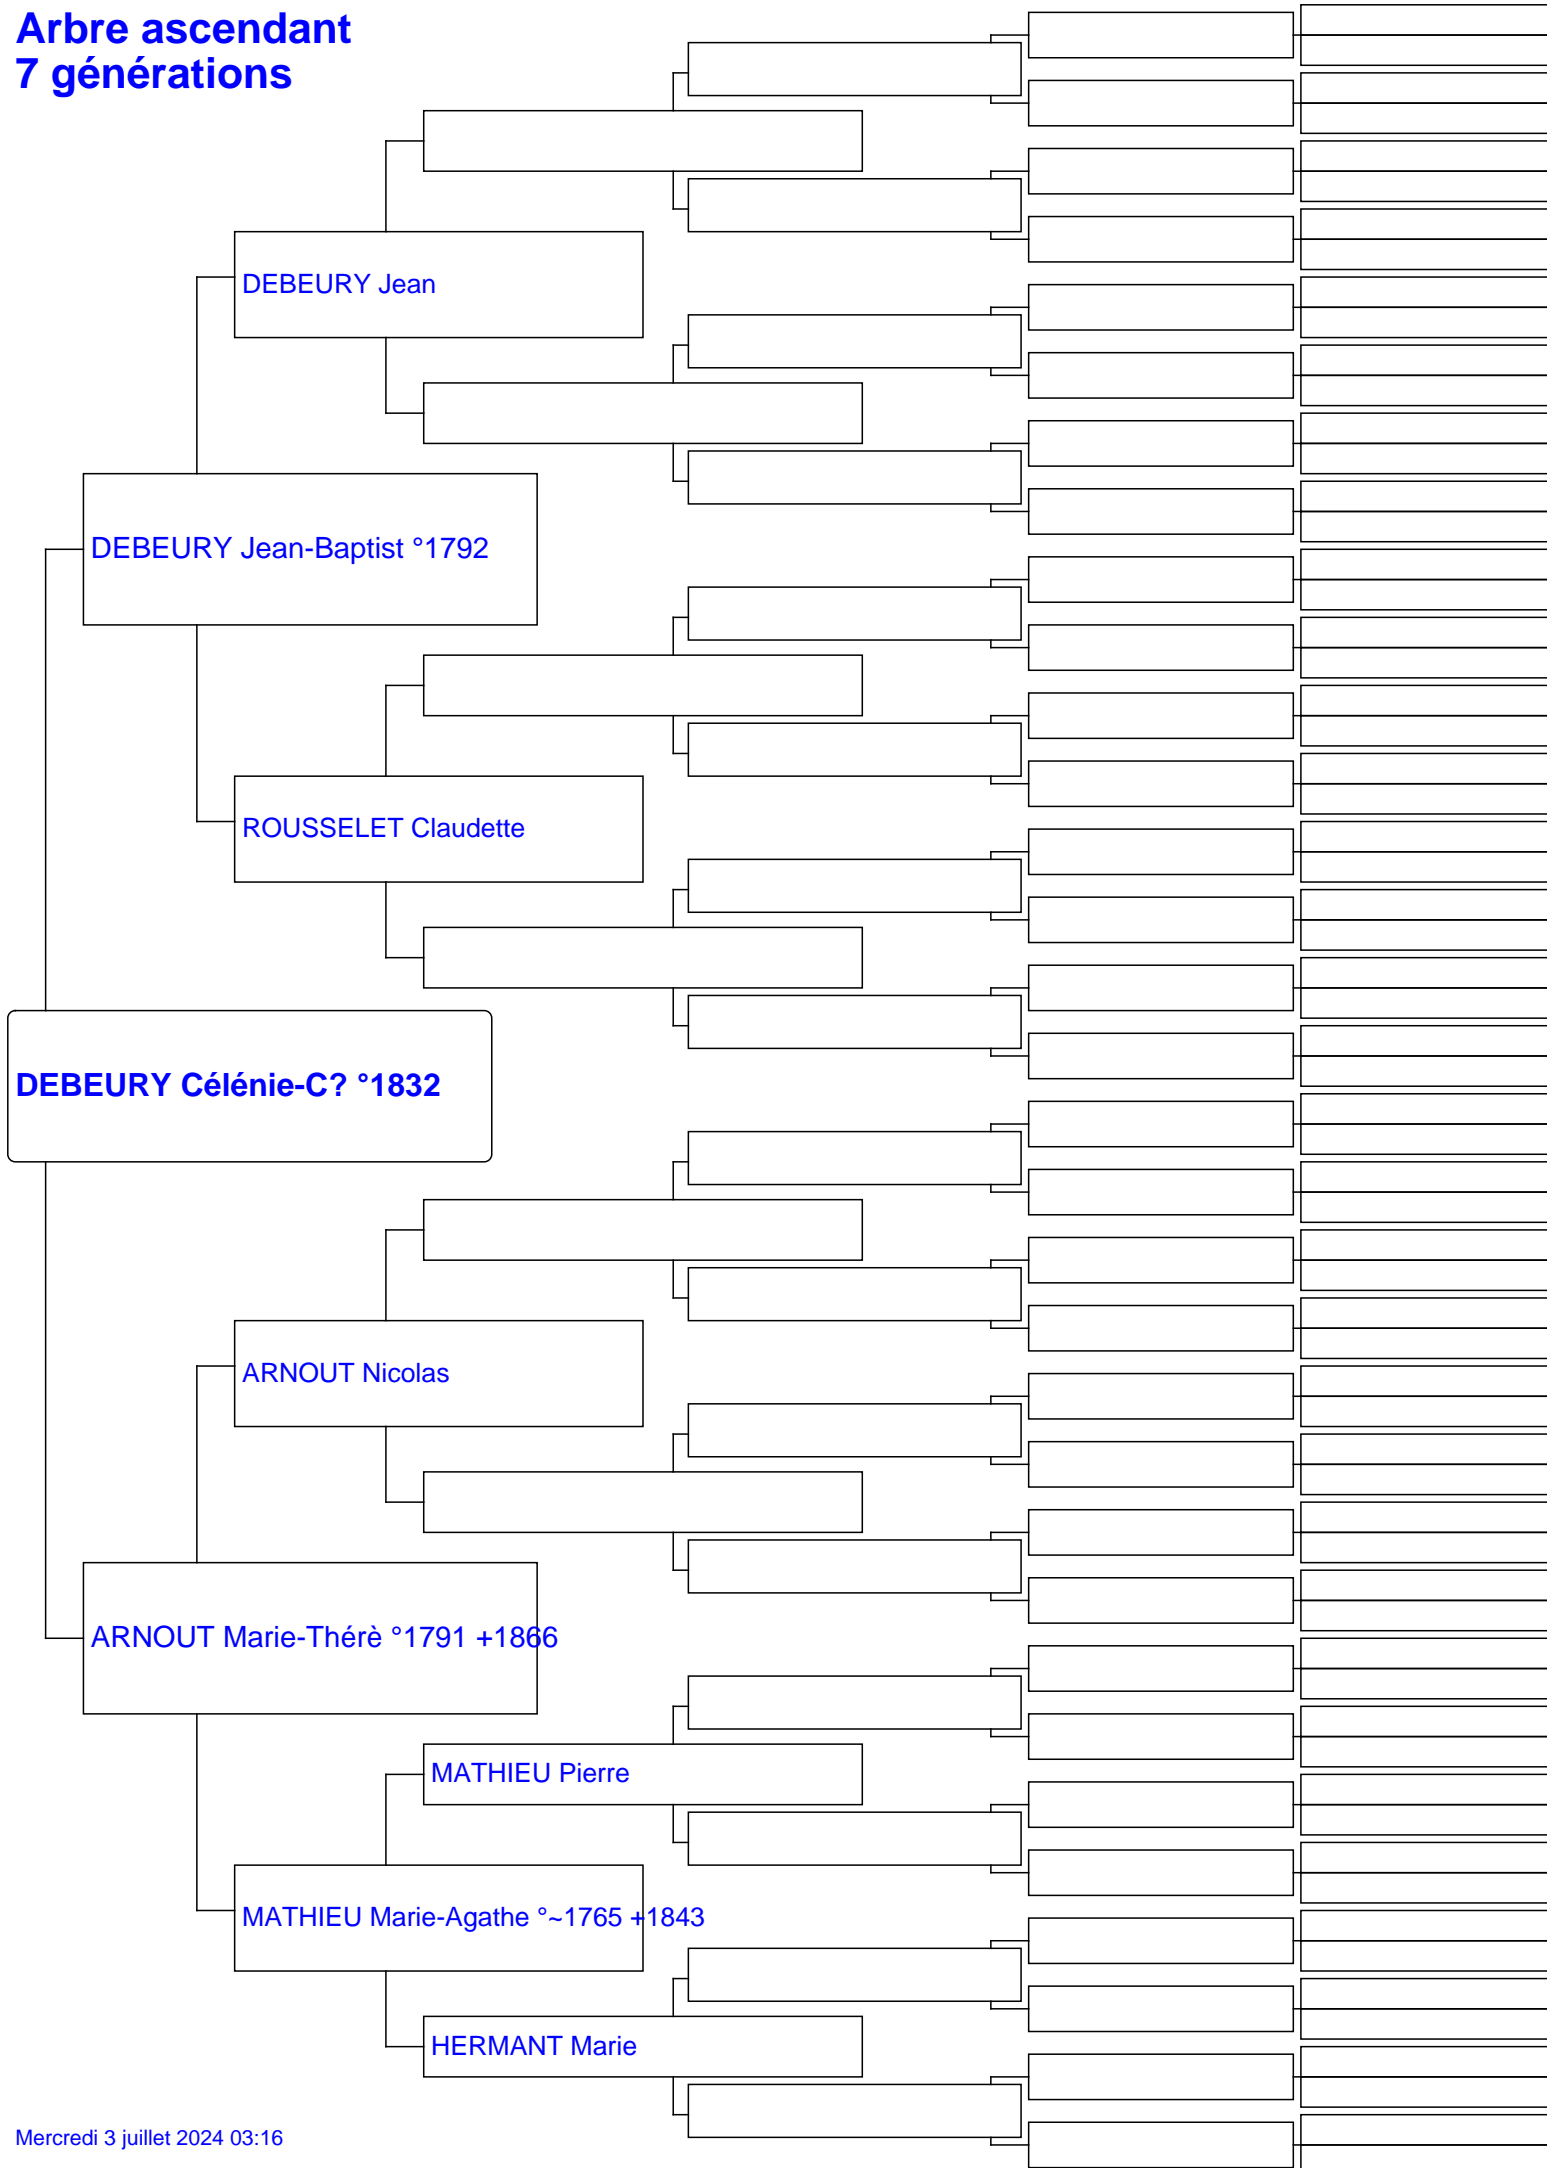 Arbre ascendant
7 générations
DEBEURY Jean
DEBEURY Jean-Baptist °1792
ROUSSELET Claudette
DEBEURY Célénie-C? °1832
ARNOUT Nicolas
ARNOUT Marie-Thérè °1791 +1866
MATHIEU Pierre
MATHIEU Marie-Agathe °~1765 +1843
HERMANT Marie
Mercredi 3 juillet 2024 03:16